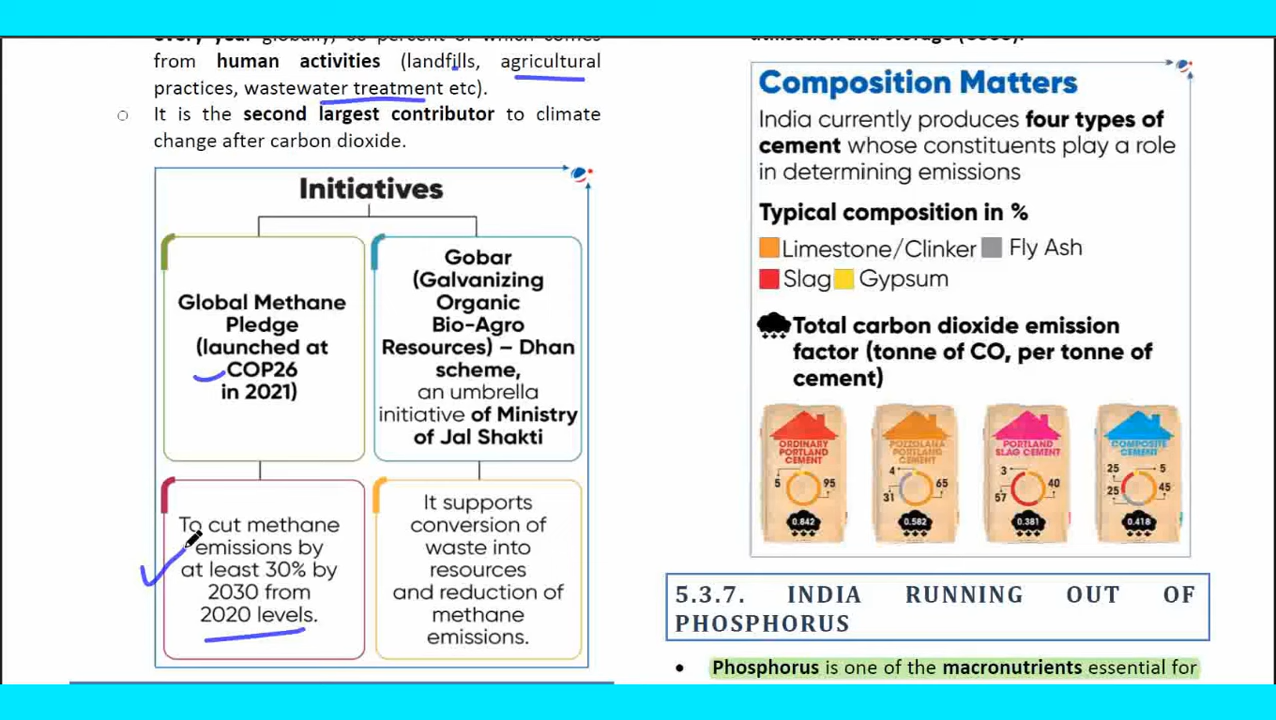 from human activities (landfills, agricultural
practices, wastewater treatment etc).
○ It is the second largest contributor to climate
change after carbon dioxide.
Initiatives
Global Methane
Pledge
(launched at
COP26
in 2021)
To cut methane
emissions by
at least 30% by
2030 from
2020 levels.
Gobar
(Galvanizing
Organic
Bio-Agro
Resources) – Dhan
scheme,
an umbrella
initiative of Ministry
of Jal Shakti
It supports
conversion of
waste into
resources
and reduction of
methane
emissions.
Composition Matters
India currently produces four types of
cement whose constituents play a role
in determining emissions
Typical composition in %
Limestone/Clinker Fly Ash
Slag Gypsum
Total carbon dioxide emission
factor (tonne of CO, per tonne of
cement)
ORDINARY
PORTLAND
CEMENT
5 95
0.842
POZZOLANA
PORTLAND
CEMENT
4
31 65
0.582
PORTLAND
SLAG CEMENT
3
57 40
0.381
COMPOSITE
CEMENT
25 5
25 45
0.418
5.3.7. INDIA RUNNING OUT OF
PHOSPHORUS
• Phosphorus is one of the macronutrients essential for